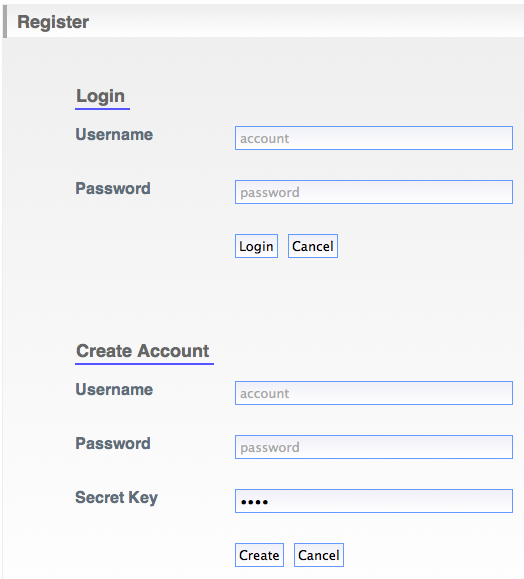 Register
Login
Username account
Password password
Login Cancel
Create Account
Username account
Password password
Secret Key ••••
Create Cancel